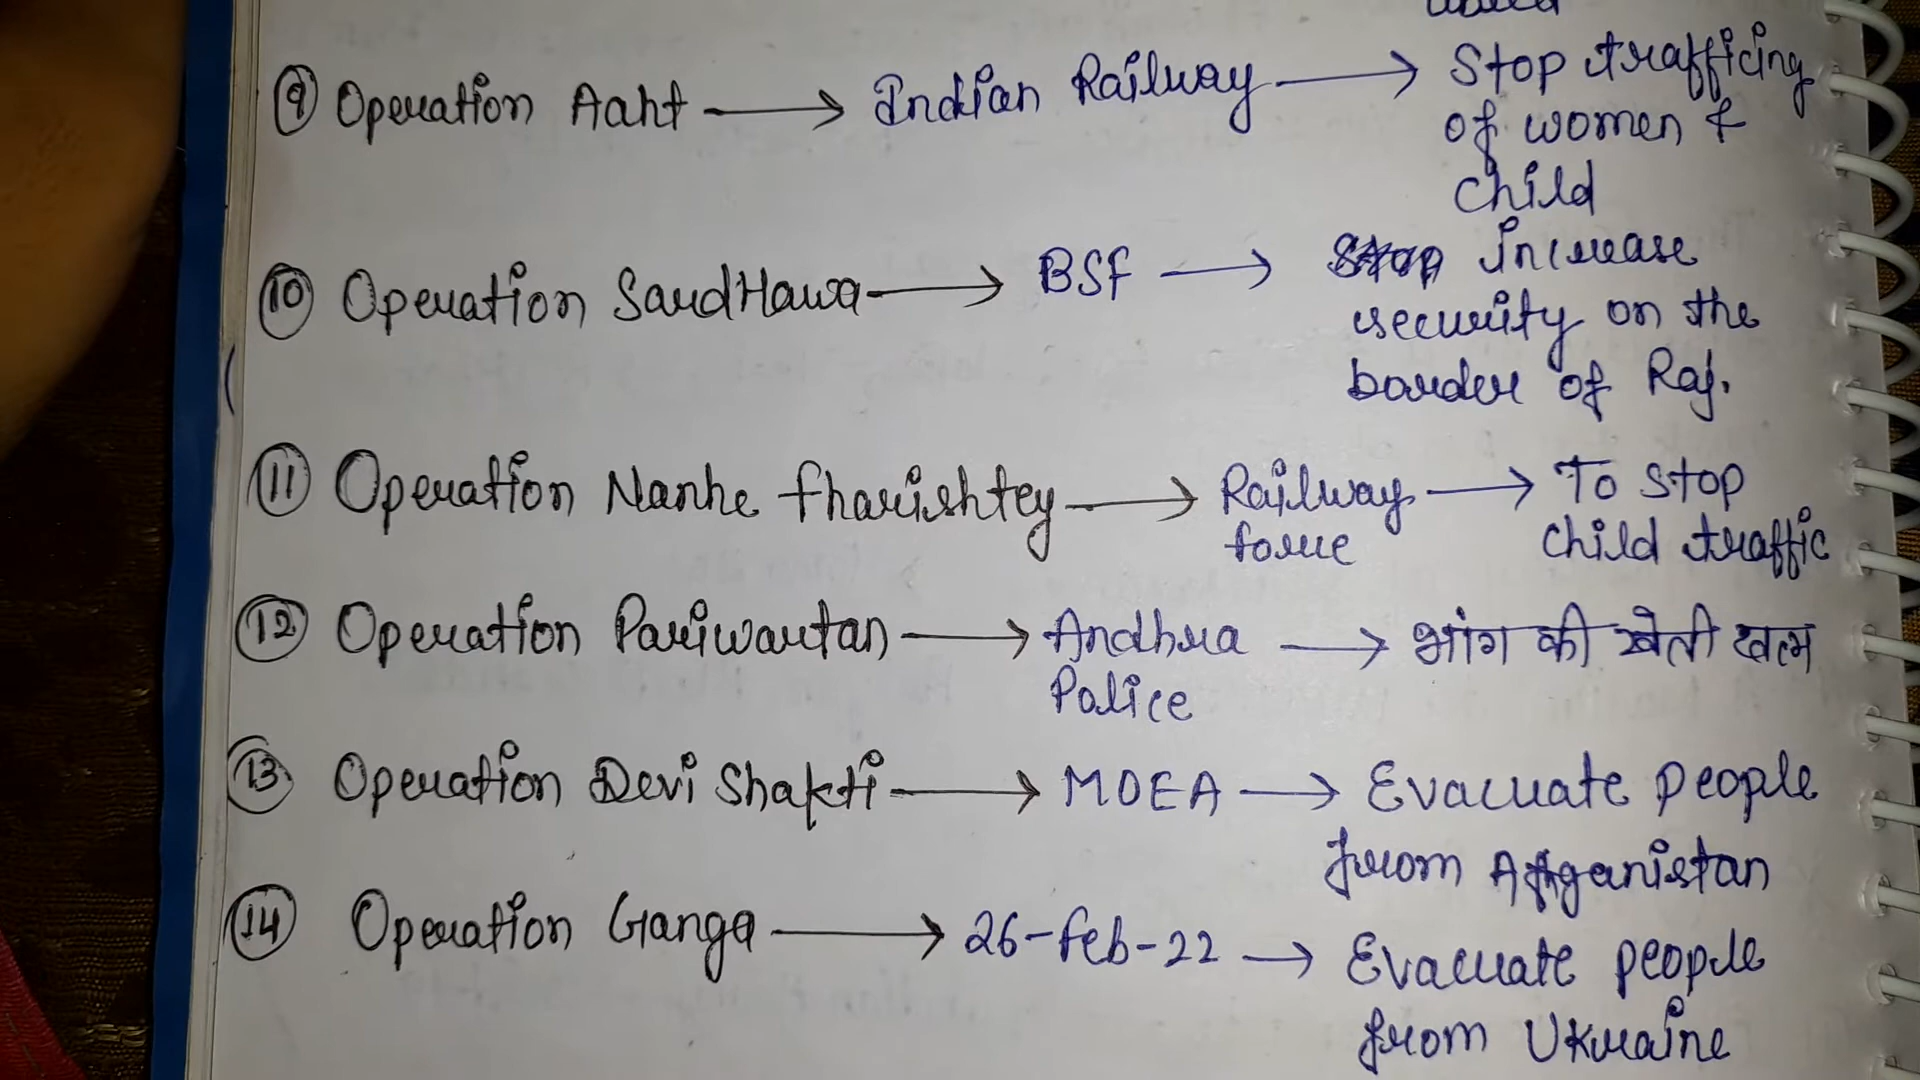 ⑨ Operation Aaht → Indian Railway → Stop trafficing
of women &
child
⑩ Operation SardHawa → BSF → Increase
security on the
border of Raj.
⑪ Operation Nanhe Fharishtey → Railway → To Stop
force child traffic
⑫ Operation Pariwartan → Andhra → भांग की खेती खत्म
Police
⑬ Operation Devi Shakti → MOEA → Evacuate people
from Afganistan
⑭ Operation Ganga → 26-Feb-22 → Evacuate people
from Ukraine